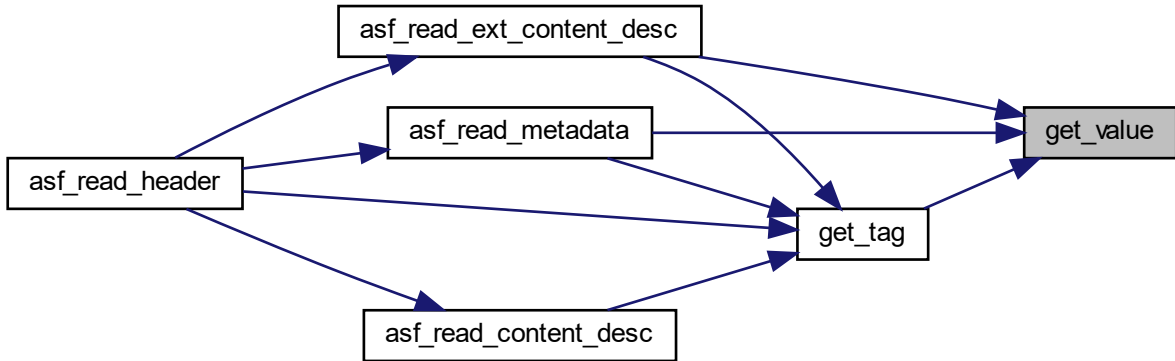 asf_read_ext_content_desc
asf_read_metadata
get_value
asf_read_header
get_tag
asf_read_content_desc